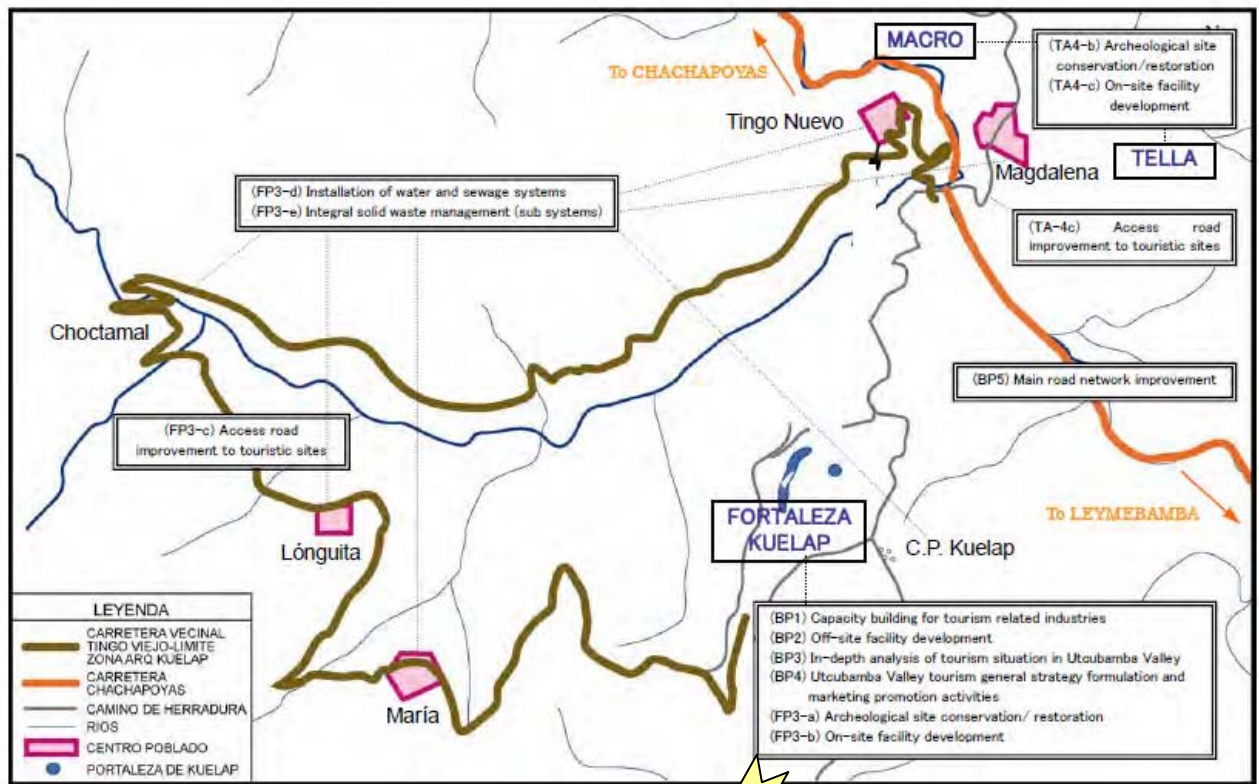 MACRO
(TA4-b) Archeological site
conservation/restoration
(TA4-c) On-site facility
development
To CHACHAPOYAS
Tingo Nuevo
Magdalena
TELLA
(FP3-d) Installation of water and sewage systems
(FP3-e) Integral solid waste management (sub systems)
(TA-4c) Access road
improvement to touristic sites
Choctamal
(BP5) Main road network improvement
(FP3-c) Access road
improvement to touristic sites
FORTALEZA
KUELAP
C.P. Kuelap
To LEYMEBAMBA
Lónguita
María
(BP1) Capacity building for tourism related industries
(BP2) Off-site facility development
(BP3) In-depth analysis of tourism situation in Utcubamba Valley
(BP4) Utcubamba Valley tourism general strategy formulation and
marketing promotion activities
(FP3-a) Archeological site conservation/ restoration
(FP3-b) On-site facility development
LEYENDA
CARRETERA VECINAL
TINGO VIEJO-LIMITE
ZONA ARQ KUELAP
CARRETERA
CHACHAPOYAS
CAMINO DE HERRADURA
RIOS
CENTRO POBLADO
PORTALEZA DE KUELAP